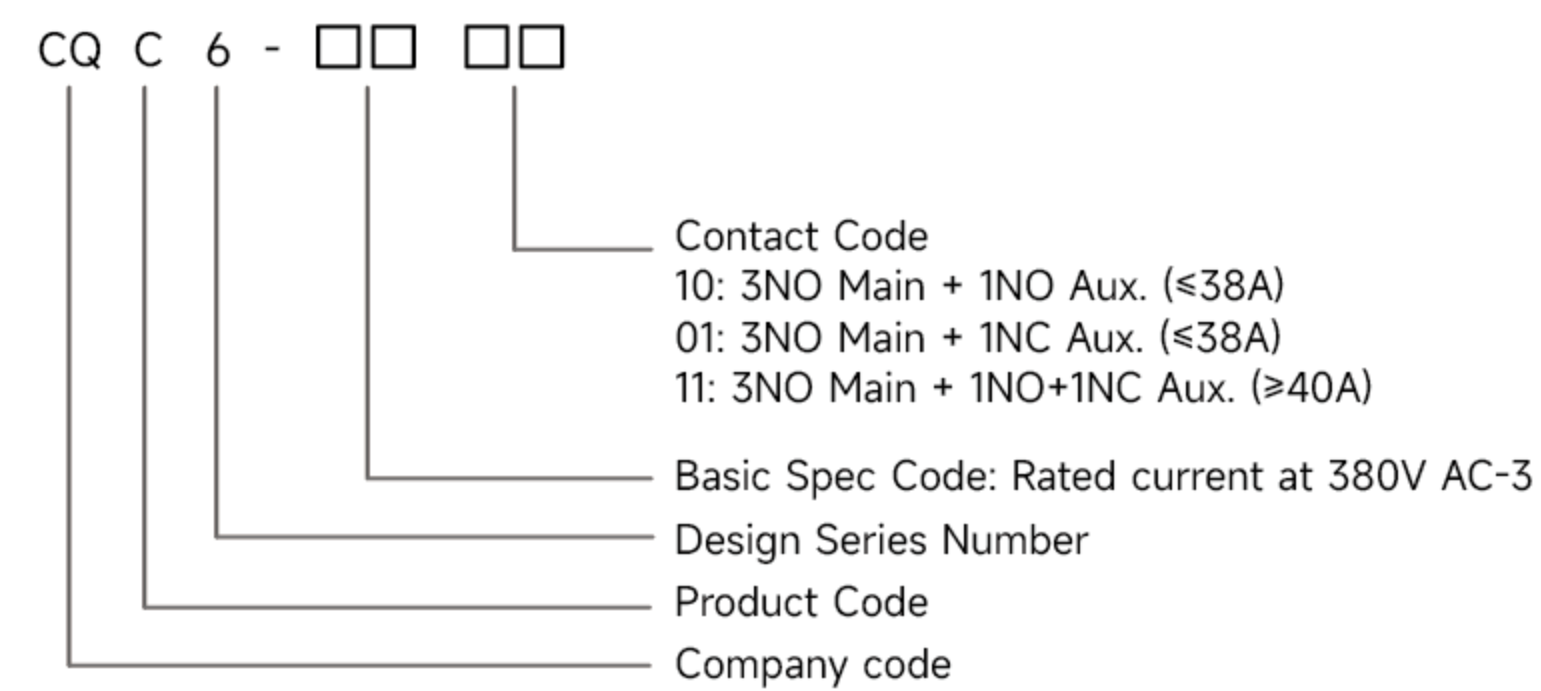 CQ C 6 - □□ □□
Contact Code
10: 3NO Main + 1NO Aux. (≤38A)
01: 3NO Main + 1NC Aux. (≤38A)
11: 3NO Main + 1NO+1NC Aux. (≥40A)
Basic Spec Code: Rated current at 380V AC-3
Design Series Number
Product Code
Company code